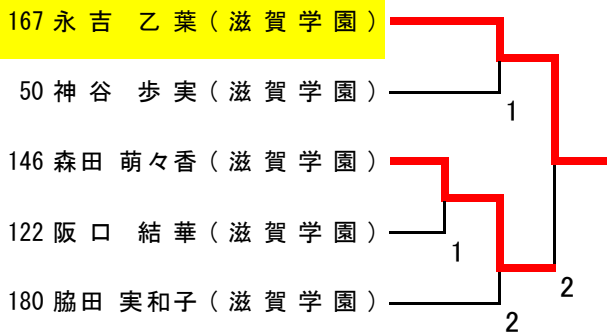 167 永吉 乙葉 (滋賀学園)
50 神谷 歩実 (滋賀学園)
1
146 森田 萌々香 (滋賀学園)
122 阪口 結華 (滋賀学園)
1
2
180 脇田 実和子 (滋賀学園)
2